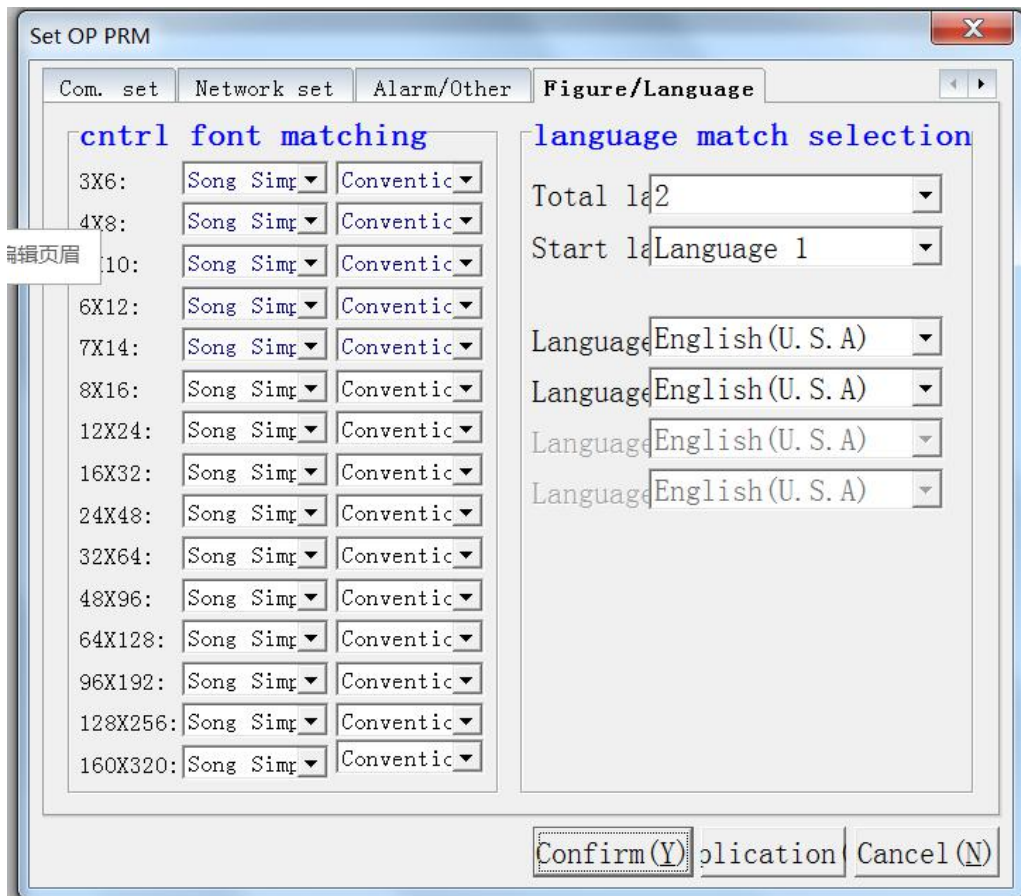 Set OP PRM
Com. set Network set Alarm/Other Figure/Language
cntrl font matching
3X6: Song Simp Conventic
4X8: Song Simp Conventic
编辑页眉
X10: Song Simp Conventic
6X12: Song Simp Conventic
7X14: Song Simp Conventic
8X16: Song Simp Conventic
12X24: Song Simp Conventic
16X32: Song Simp Conventic
24X48: Song Simp Conventic
32X64: Song Simp Conventic
48X96: Song Simp Conventic
64X128: Song Simp Conventic
96X192: Song Simp Conventic
128X256: Song Simp Conventic
160X320: Song Simp Conventic
language match selection
Total la 2
Start la Language 1
Language English(U.S.A)
Language English(U.S.A)
Language English(U.S.A)
Language English(U.S.A)
Confirm(Y) plication( Cancel(N)